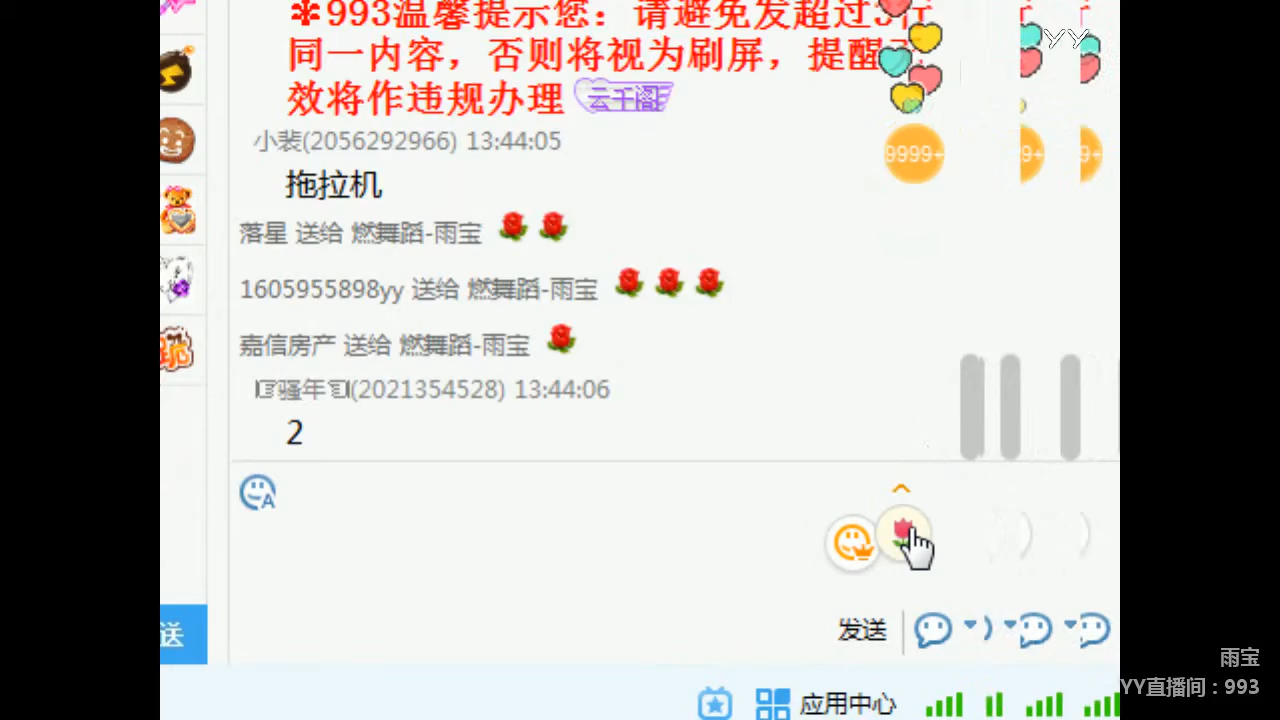 993温馨提示您：请避免发超过3行
同一内容，否则将视为刷屏，提醒
效将作违规办理 云千阁
小裴(2056292966) 13:44:05
拖拉机
落星 送给 燃舞蹈-雨宝
1605955898yy 送给 燃舞蹈-雨宝
嘉信房产 送给 燃舞蹈-雨宝
☞骚年☜(2021354528) 13:44:06
2
YY
9999+
9+
9+
发送
送
应用中心
雨宝
YY直播间：993